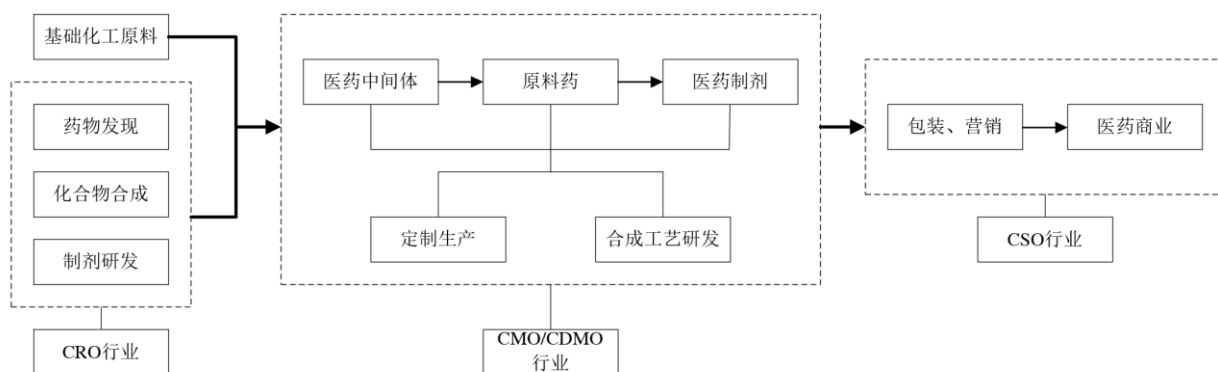 基础化工原料
药物发现
化合物合成
制剂研发
CRO行业
医药中间体
原料药
医药制剂
定制生产
合成工艺研发
CMO/CDMO
行业
包装、营销
医药商业
CSO行业